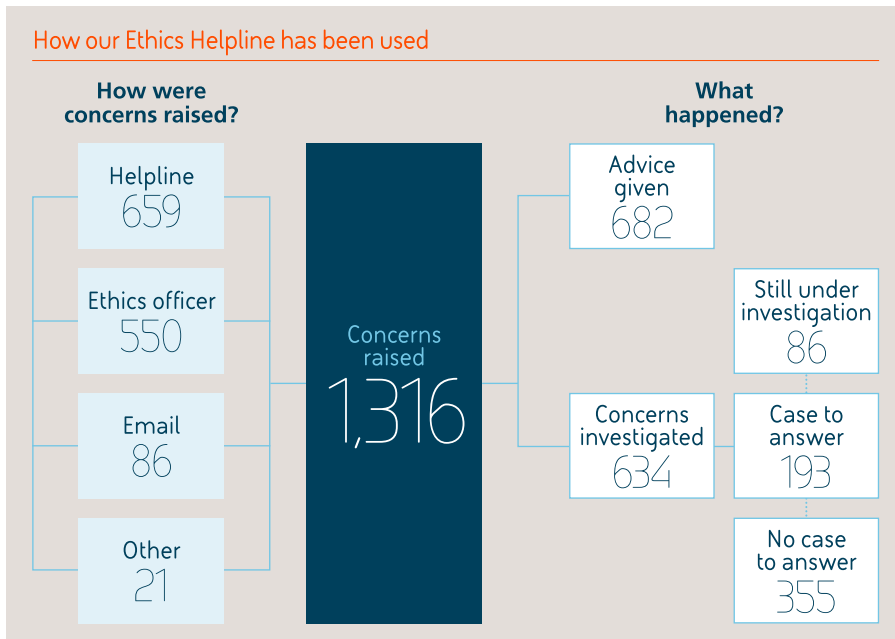 How our Ethics Helpline has been used
How were
concerns raised?
Helpline
659
Ethics officer
550
Email
86
Other
21
Concerns
raised
1,316
What
happened?
Advice
given
682
Concerns
investigated
634
Still under
investigation
86
Case to
answer
193
No case
to answer
355